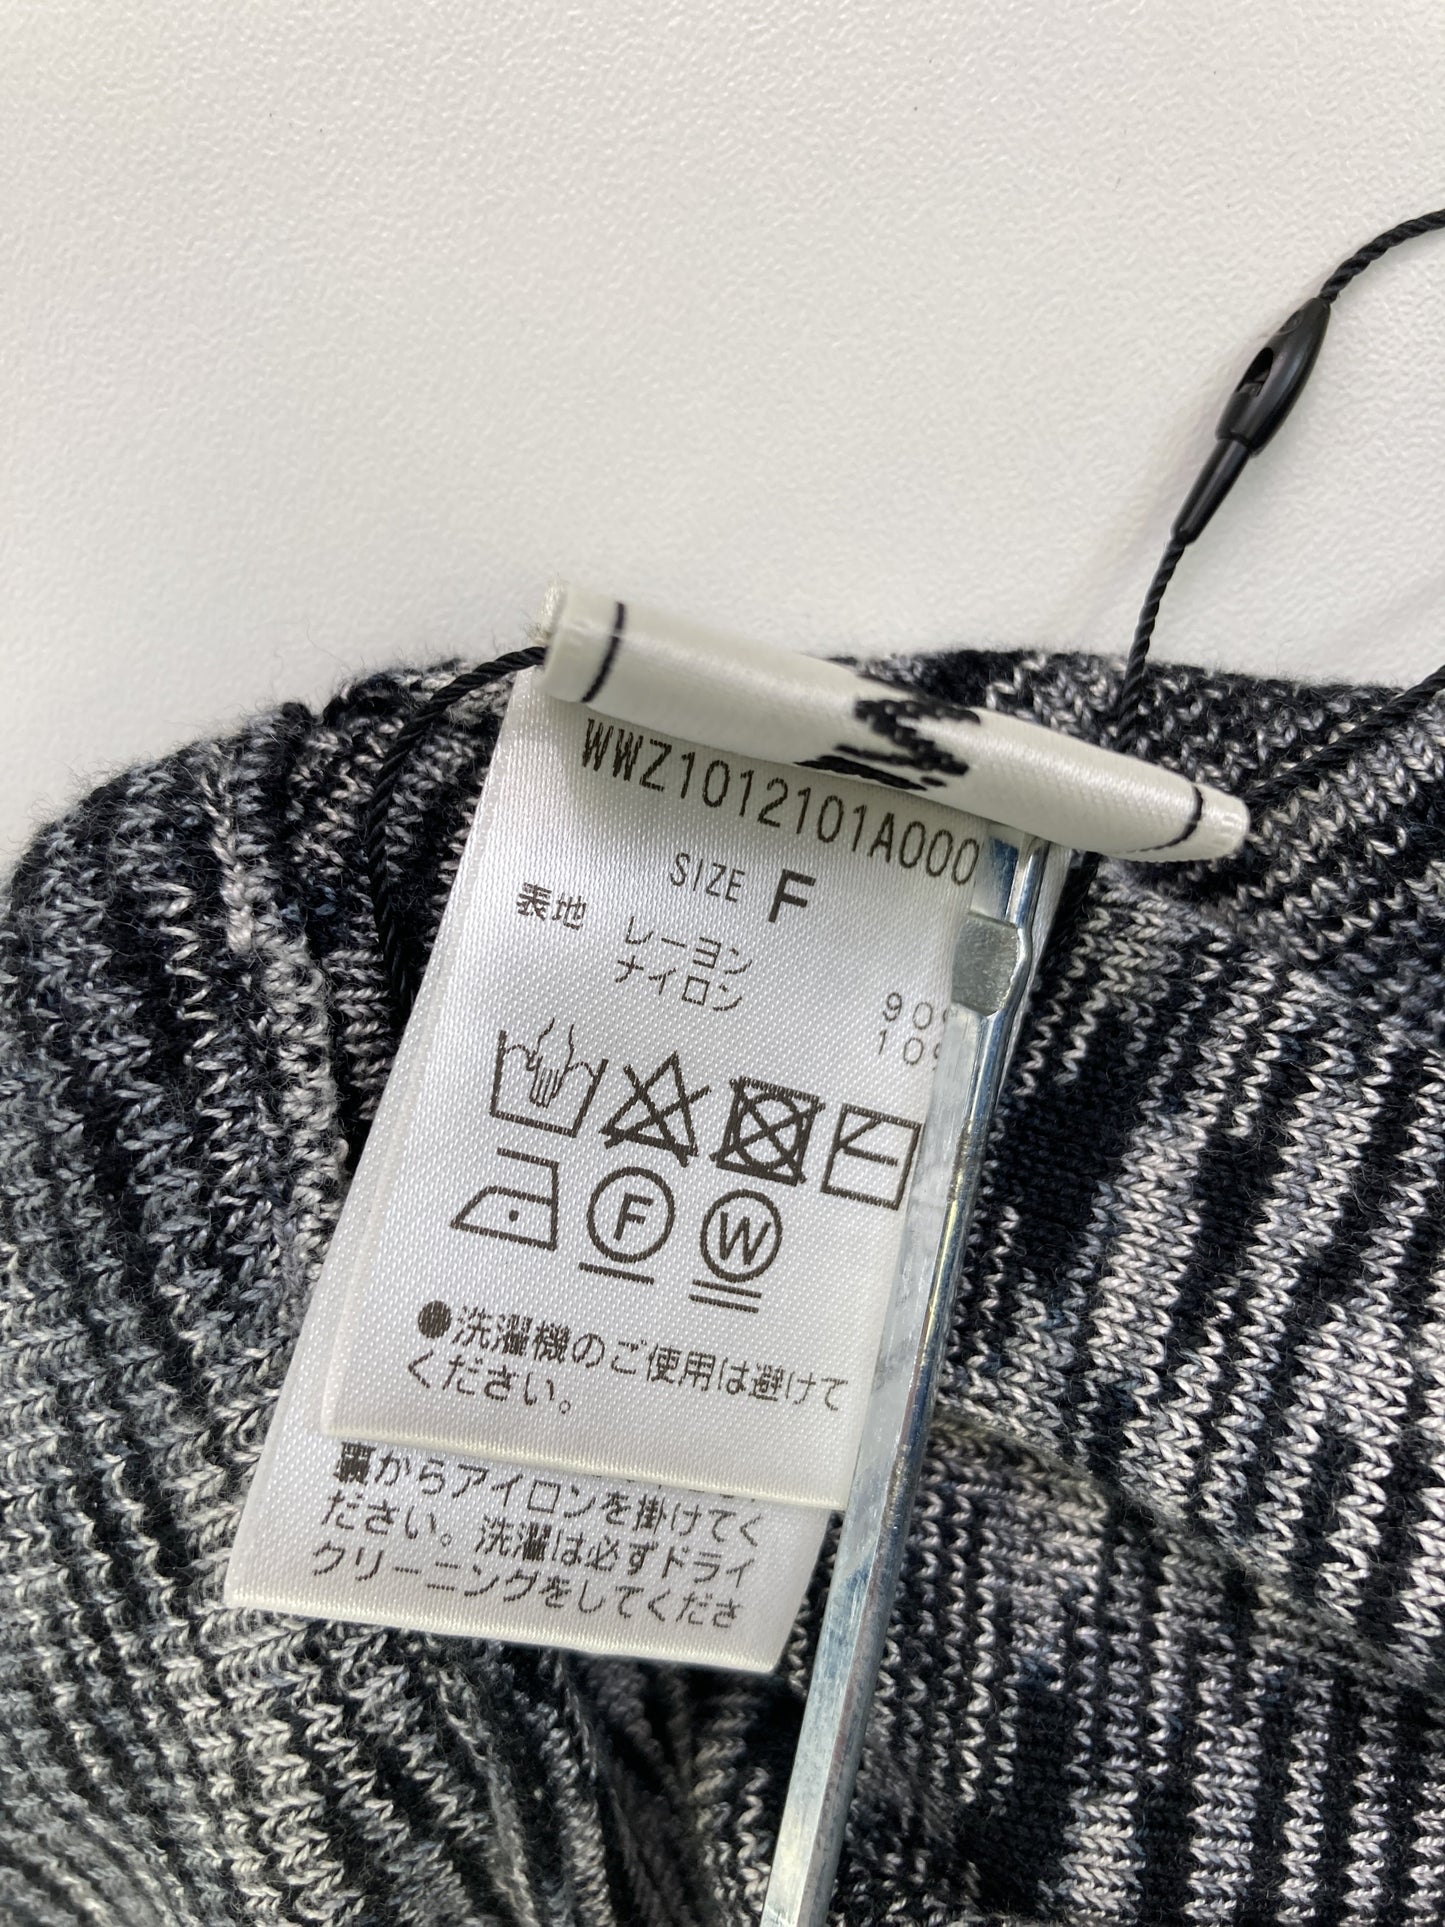 WWZ1012101A000
SIZE F
表地 レーヨン 90
ナイロン 10
F W
●洗濯機のご使用は避けて
ください。
裏からアイロンを掛けてく
ださい。洗濯は必ずドライ
クリーニングをしてくださ